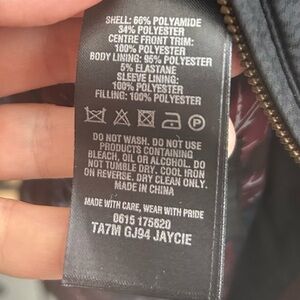 SHELL: 66% POLYAMIDE
34% POLYESTER
CENTRE FRONT TRIM:
100% POLYESTER
BODY LINING: 95% POLYESTER
5% ELASTANE
SLEEVE LINING:
100% POLYESTER
FILLING: 100% POLYESTER
P
DO NOT WASH. DO NOT USE
PRODUCTS CONTAINING
BLEACH, OIL OR ALCOHOL. DO
NOT TUMBLE DRY. COOL IRON
ON REVERSE. DRY CLEAN ONLY.
MADE IN CHINA
MADE WITH CARE, WEAR WITH PRIDE
0615 175620
TA7M GJ94 JAYCIE